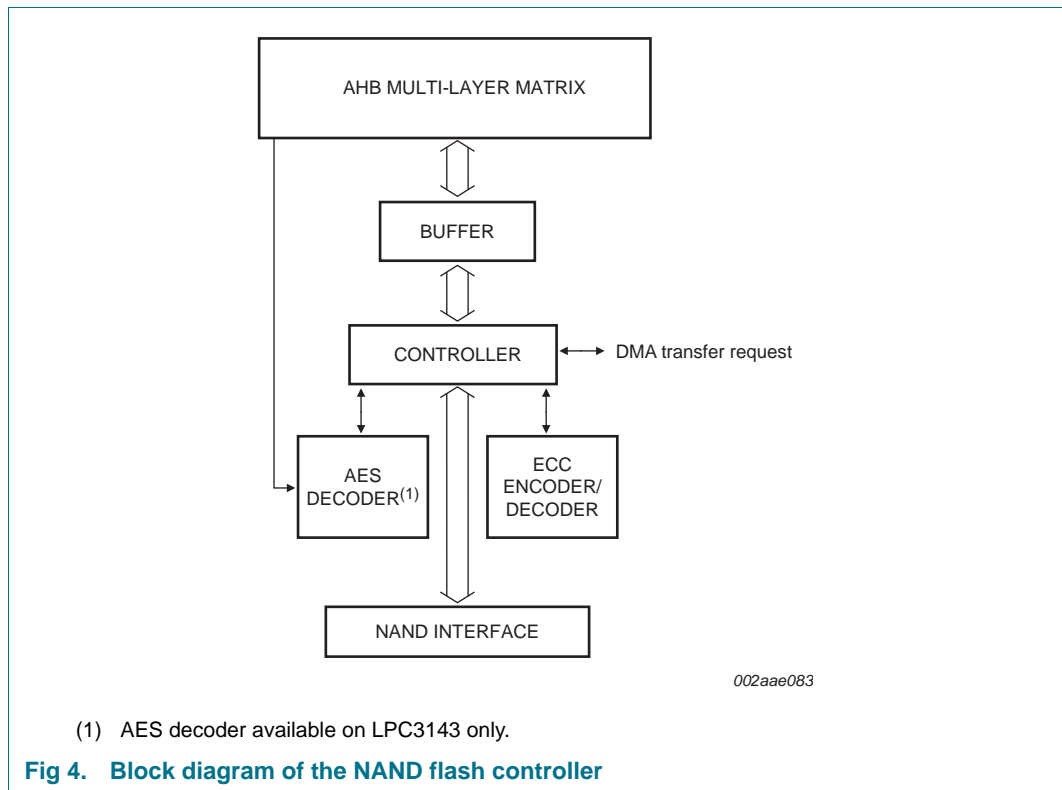 AHB MULTI-LAYER MATRIX
BUFFER
CONTROLLER
DMA transfer request
AES
DECODER(1)
ECC
ENCODER/
DECODER
NAND INTERFACE
002aae083
(1) AES decoder available on LPC3143 only.
Fig 4. Block diagram of the NAND flash controller